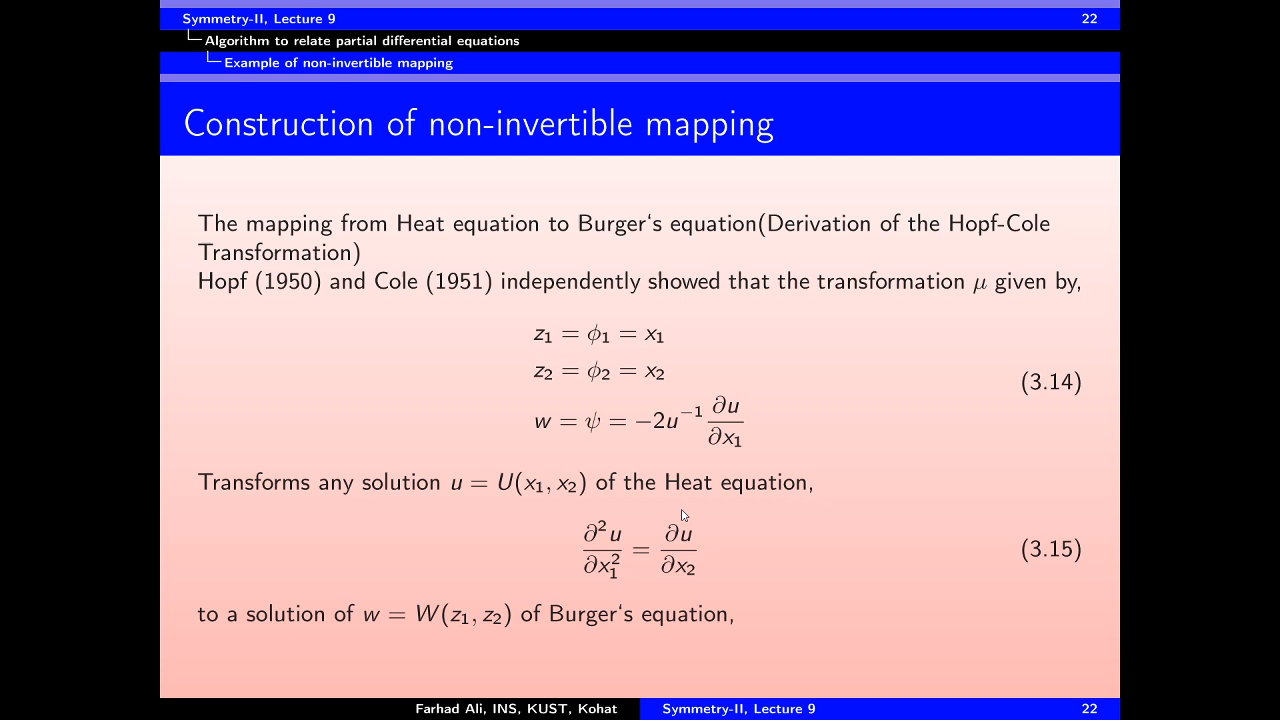 Symmetry-II, Lecture 9 22
Algorithm to relate partial differential equations
Example of non-invertible mapping
Construction of non-invertible mapping
The mapping from Heat equation to Burger‘s equation(Derivation of the Hopf-Cole
Transformation)
Hopf (1950) and Cole (1951) independently showed that the transformation μ given by,
z₁ = ϕ₁ = x₁
z₂ = ϕ₂ = x₂
w = ψ = −2u⁻¹ ∂u/∂x₁ (3.14)
Transforms any solution u = U(x₁, x₂) of the Heat equation,
∂²u/∂x₁² = ∂u/∂x₂ (3.15)
to a solution of w = W(z₁, z₂) of Burger‘s equation,
Farhad Ali, INS, KUST, Kohat Symmetry-II, Lecture 9 22